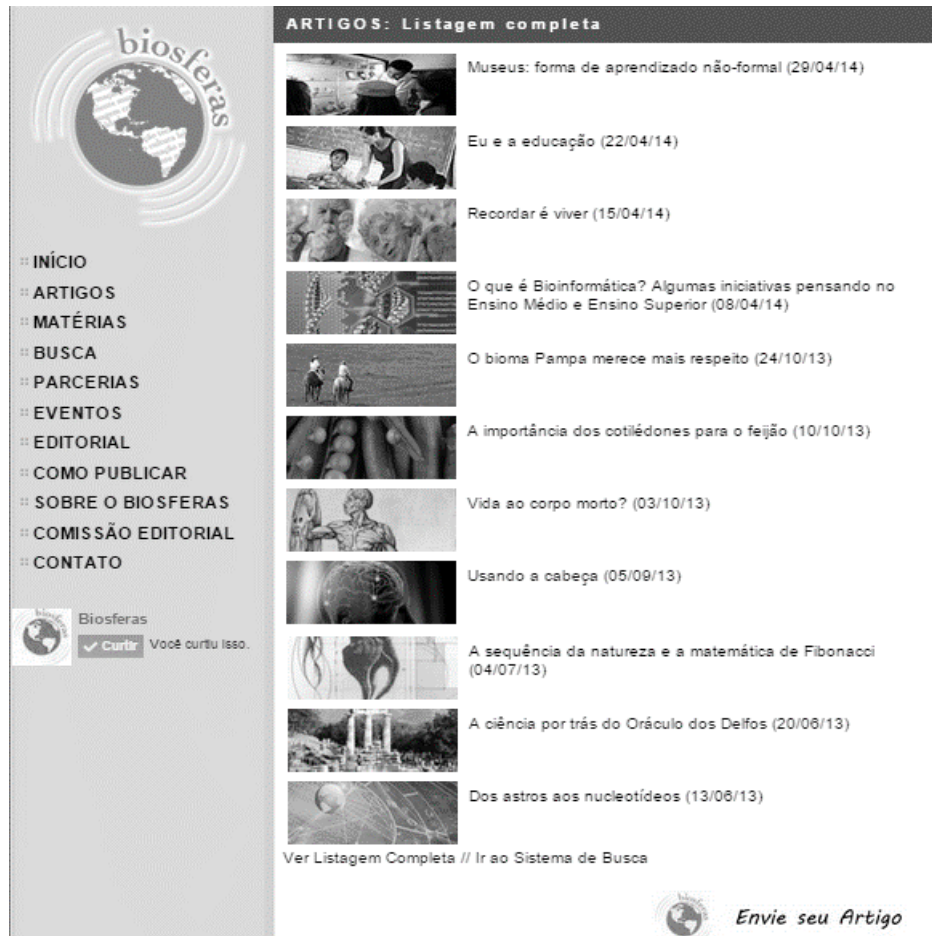 biosferas
INÍCIO
ARTIGOS
MATÉRIAS
BUSCA
PARCERIAS
EVENTOS
EDITORIAL
COMO PUBLICAR
SOBRE O BIOSFERAS
COMISSÃO EDITORIAL
CONTATO
biosferas
Biosferas
Curtir Você curtiu isso.
ARTIGOS: Listagem completa
Museus: forma de aprendizado não-formal (29/04/14)
Eu e a educação (22/04/14)
Recordar é viver (15/04/14)
O que é Bioinformática? Algumas iniciativas pensando no
Ensino Médio e Ensino Superior (08/04/14)
O bioma Pampa merece mais respeito (24/10/13)
A importância dos cotilédones para o feijão (10/10/13)
Vida ao corpo morto? (03/10/13)
Usando a cabeça (05/09/13)
A sequência da natureza e a matemática de Fibonacci
(04/07/13)
A ciência por trás do Oráculo dos Delfos (20/06/13)
Dos astros aos nucleotídeos (13/06/13)
Ver Listagem Completa // Ir ao Sistema de Busca
biosferas
Envie seu Artigo